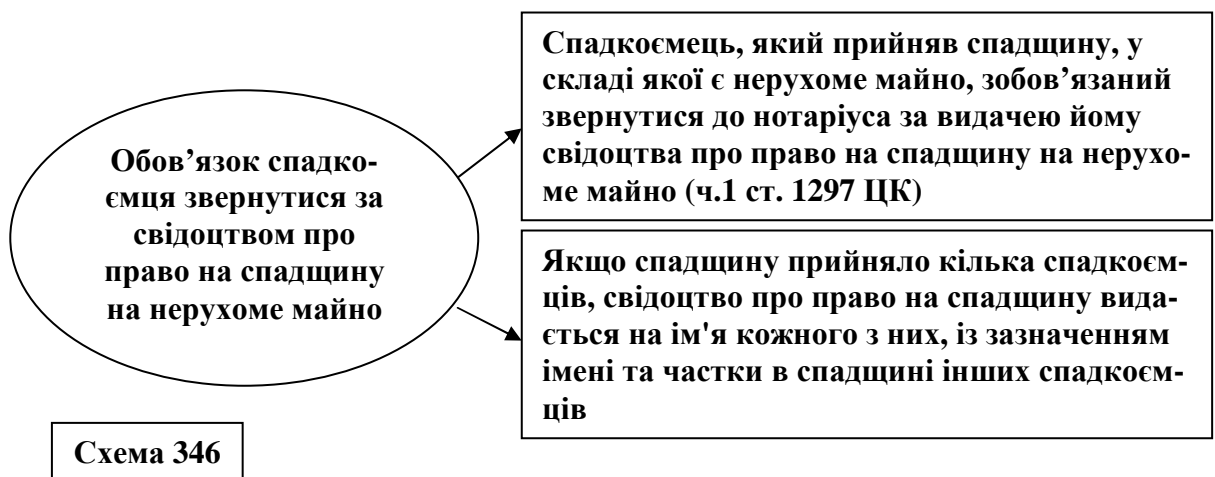 Обов’язок спадко-
ємця звернутися за
свідоцтвом про
право на спадщину
на нерухоме майно
Спадкоємець, який прийняв спадщину, у
складі якої є нерухоме майно, зобов’язаний
звернутися до нотаріуса за видачею йому
свідоцтва про право на спадщину на нерухо-
ме майно (ч.1 ст. 1297 ЦК)
Якщо спадщину прийняло кілька спадкоєм-
ців, свідоцтво про право на спадщину вида-
ється на ім'я кожного з них, із зазначенням
імені та частки в спадщині інших спадкоєм-
ців
Схема 346